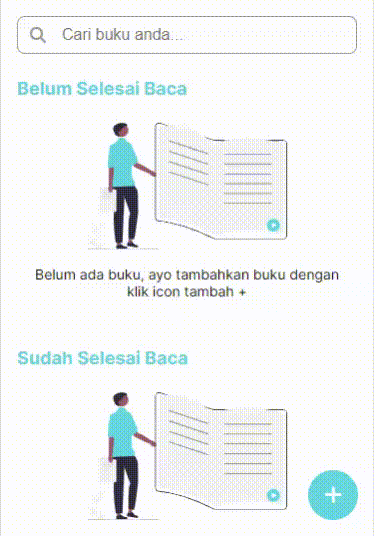 Cari buku anda...
Belum Selesai Baca
Belum ada buku, ayo tambahkan buku dengan
klik icon tambah +
Sudah Selesai Baca
+